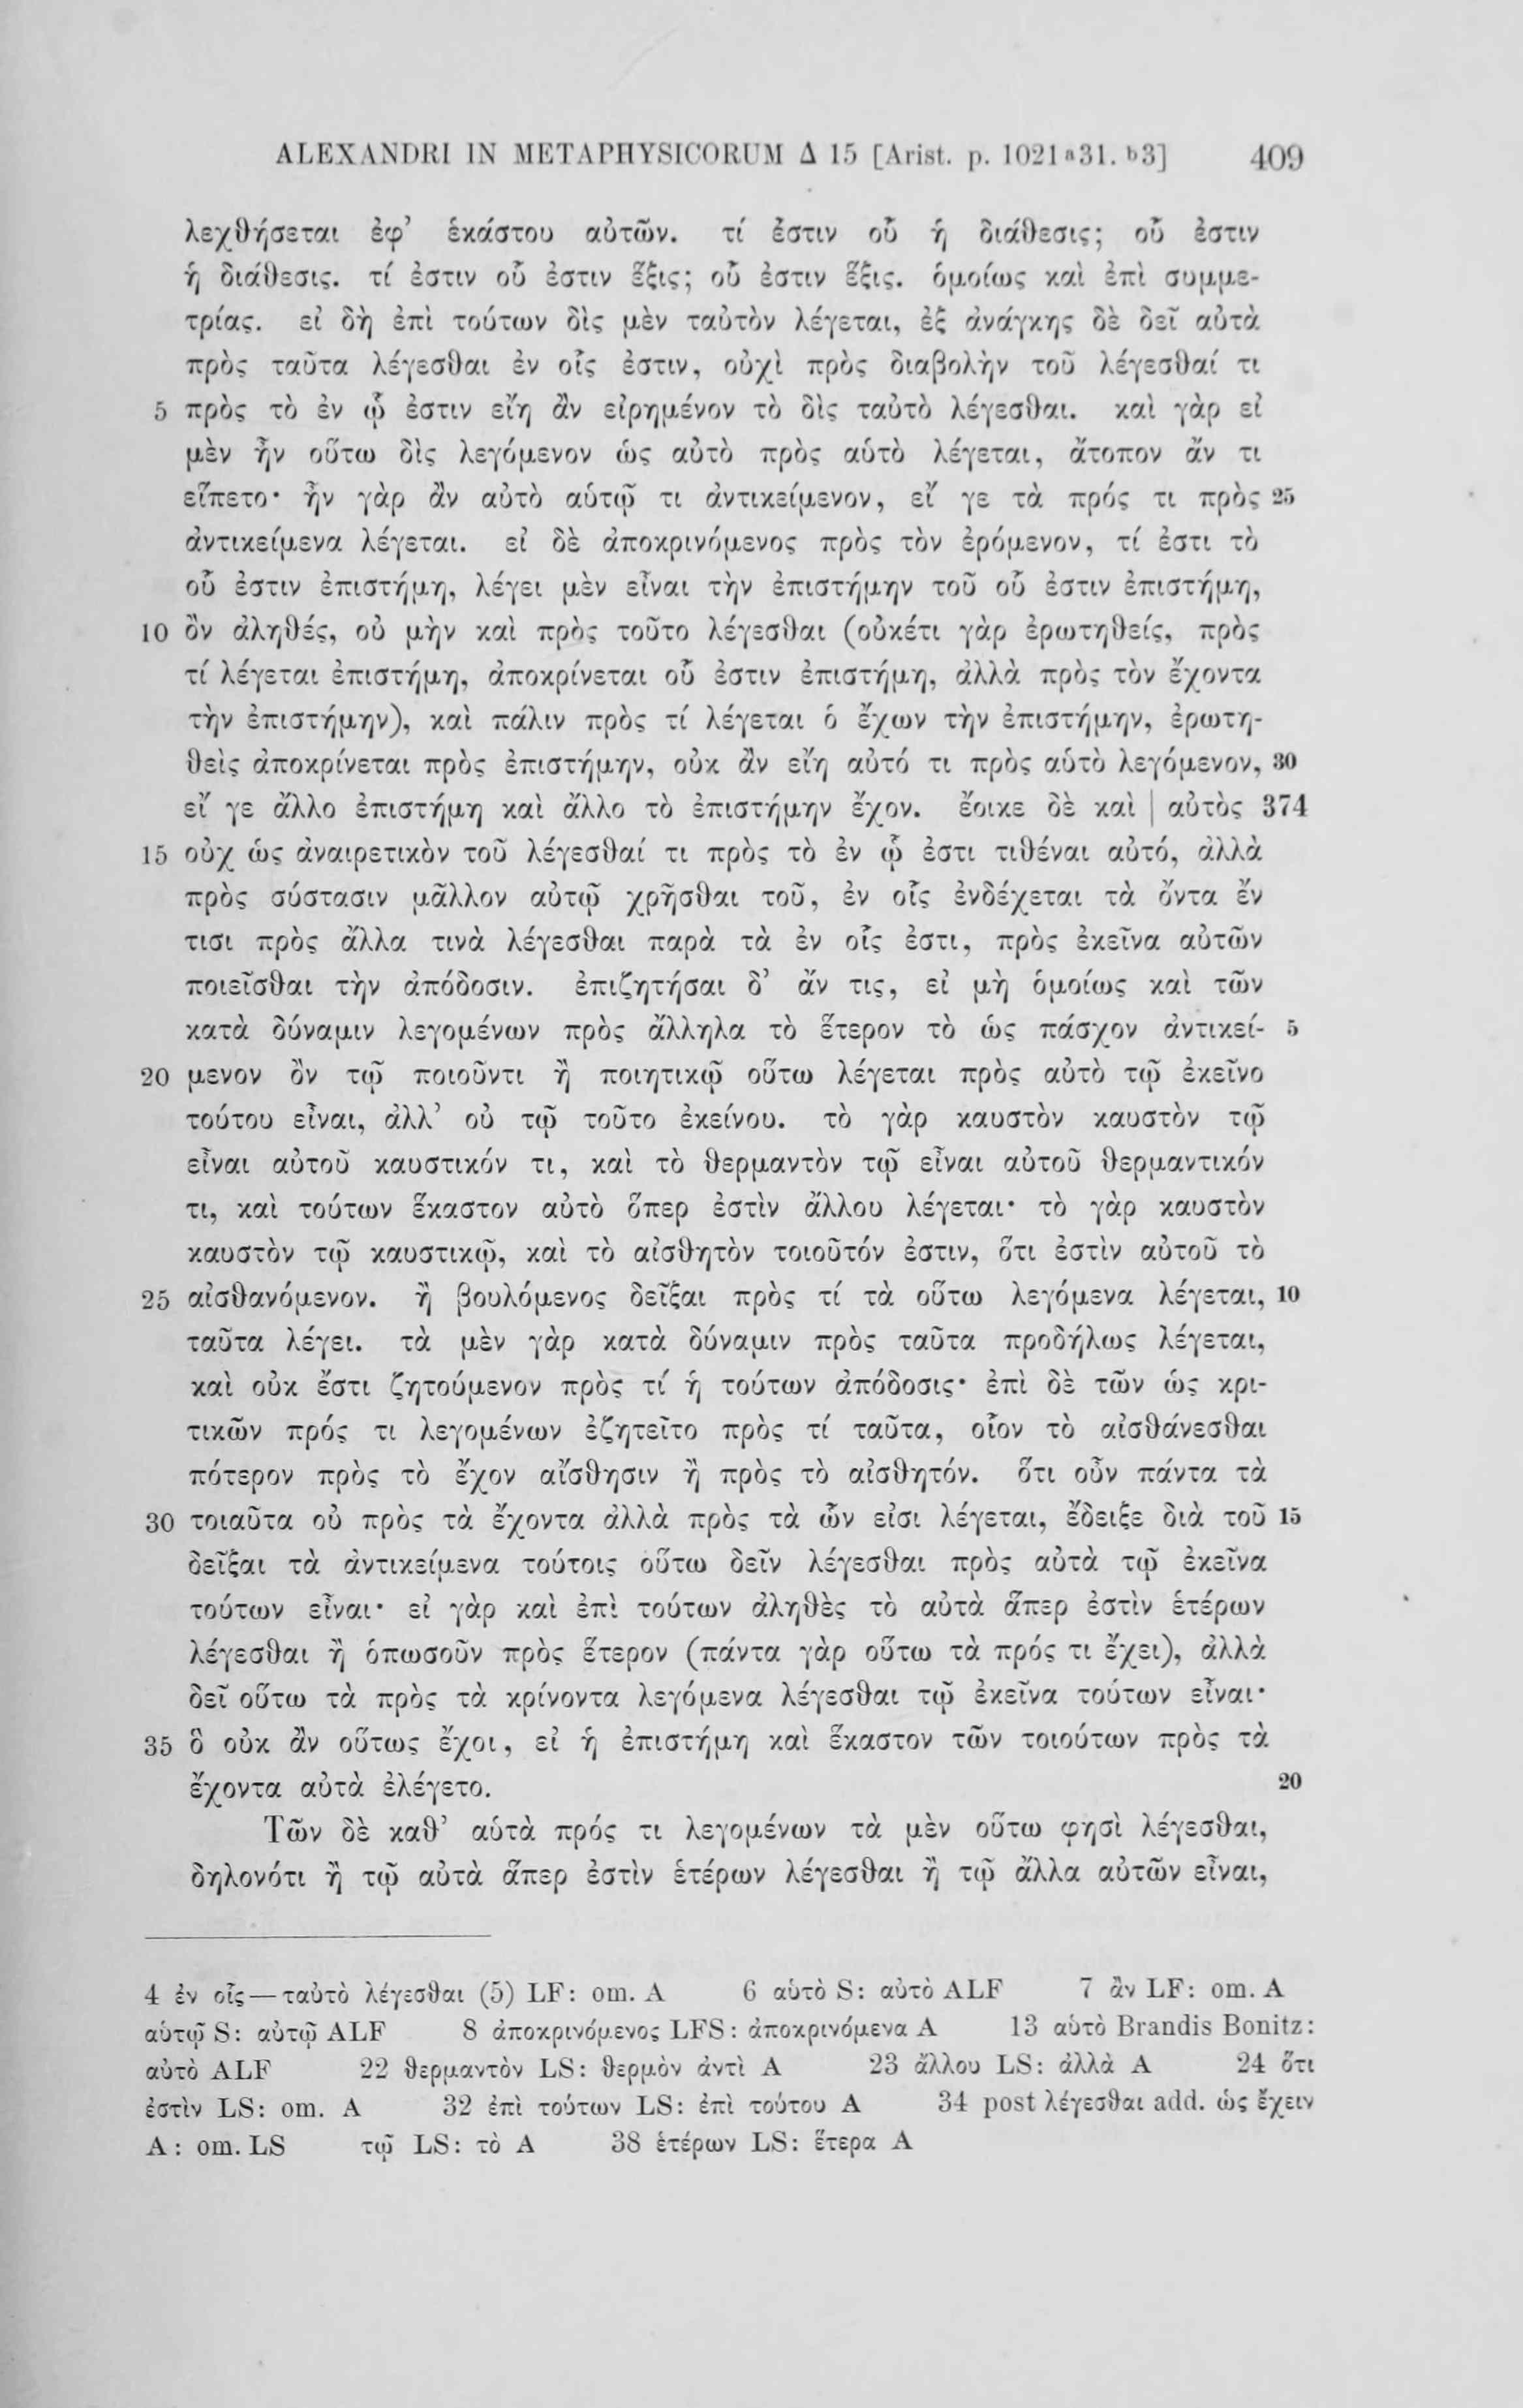 ALEXANDRI IN METAPHYSICORUM Δ 15 [Arist. p. 1021ᵃ31. ᵇ3] 409
λεχθήσεται ἐφ’ ἑκάστου αὐτῶν. τί ἐστιν οὗ ἡ διάθεσις; οὗ ἐστιν
ἡ διάθεσις. τί ἐστιν οὗ ἐστιν ἕξις; οὗ ἐστιν ἕξις. ὁμοίως καὶ ἐπὶ συμμε-
τρίας. εἰ δὴ ἐπὶ τούτων δὶς μὲν ταὐτὸν λέγεται, ἐξ ἀνάγκης δὲ δεῖ αὐτὰ
πρὸς ταῦτα λέγεσθαι ἐν οἷς ἐστιν, οὐχὶ πρὸς διαβολὴν τοῦ λέγεσθαί τι
5 πρὸς τὸ ἐν ᾧ ἐστιν εἴη ἂν εἰρημένον τὸ δὶς ταὐτὸ λέγεσθαι. καὶ γὰρ εἰ
μὲν ἦν οὕτω δὶς λεγόμενον ὡς αὐτὸ πρὸς αὑτὸ λέγεται, ἄτοπον ἄν τι
εἵπετο· ἦν γὰρ ἂν αὐτὸ αὑτῷ τι ἀντικείμενον, εἴ γε τὰ πρός τι πρὸς 25
ἀντικείμενα λέγεται. εἰ δὲ ἀποκρινόμενος πρὸς τὸν ἐρόμενον, τί ἐστι τὸ
οὗ ἐστιν ἐπιστήμη, λέγει μὲν εἶναι τὴν ἐπιστήμην τοῦ οὗ ἐστιν ἐπιστήμη,
10 ὂν ἀληθές, οὐ μὴν καὶ πρὸς τοῦτο λέγεσθαι (οὐκέτι γὰρ ἐρωτηθείς, πρὸς
τί λέγεται ἐπιστήμη, ἀποκρίνεται οὗ ἐστιν ἐπιστήμη, ἀλλὰ πρὸς τὸν ἔχοντα
τὴν ἐπιστήμην), καὶ πάλιν πρὸς τί λέγεται ὁ ἔχων τὴν ἐπιστήμην, ἐρωτη-
θεὶς ἀποκρίνεται πρὸς ἐπιστήμην, οὐκ ἂν εἴη αὐτό τι πρὸς αὑτὸ λεγόμενον, 30
εἴ γε ἄλλο ἐπιστήμη καὶ ἄλλο τὸ ἐπιστήμην ἔχον. ἔοικε δὲ καὶ | αὐτὸς 374
15 οὐχ ὡς ἀναιρετικὸν τοῦ λέγεσθαί τι πρὸς τὸ ἐν ᾧ ἐστι τιθέναι αὐτό, ἀλλὰ
πρὸς σύστασιν μᾶλλον αὐτῷ χρῆσθαι τοῦ, ἐν οἷς ἐνδέχεται τὰ ὄντα ἔν
τισι πρὸς ἄλλα τινὰ λέγεσθαι παρὰ τὰ ἐν οἷς ἐστι, πρὸς ἐκεῖνα αὐτῶν
ποιεῖσθαι τὴν ἀπόδοσιν. ἐπιζητήσαι δ’ ἄν τις, εἰ μὴ ὁμοίως καὶ τῶν
κατὰ δύναμιν λεγομένων πρὸς ἄλληλα τὸ ἕτερον τὸ ὡς πάσχον ἀντικεί- 5
20 μενον ὂν τῷ ποιοῦντι ἢ ποιητικῷ οὕτω λέγεται πρὸς αὐτὸ τῷ ἐκεῖνο
τούτου εἶναι, ἀλλ’ οὐ τῷ τοῦτο ἐκείνου. τὸ γὰρ καυστὸν καυστὸν τῷ
εἶναι αὐτοῦ καυστικόν τι, καὶ τὸ θερμαντὸν τῷ εἶναι αὐτοῦ θερμαντικόν
τι, καὶ τούτων ἕκαστον αὐτὸ ὅπερ ἐστὶν ἄλλου λέγεται· τὸ γὰρ καυστὸν
καυστὸν τῷ καυστικῷ, καὶ τὸ αἰσθητὸν τοιοῦτόν ἐστιν, ὅτι ἐστὶν αὐτοῦ τὸ
25 αἰσθανόμενον. ἢ βουλόμενος δεῖξαι πρὸς τί τὰ οὕτω λεγόμενα λέγεται, 10
ταῦτα λέγει. τὰ μὲν γὰρ κατὰ δύναμιν πρὸς ταῦτα προδήλως λέγεται,
καὶ οὐκ ἔστι ζητούμενον πρὸς τί ἡ τούτων ἀπόδοσις· ἐπὶ δὲ τῶν ὡς κρι-
τικῶν πρός τι λεγομένων ἐζητεῖτο πρὸς τί ταῦτα, οἷον τὸ αἰσθάνεσθαι
πότερον πρὸς τὸ ἔχον αἴσθησιν ἢ πρὸς τὸ αἰσθητόν. ὅτι οὖν πάντα τὰ
30 τοιαῦτα οὐ πρὸς τὰ ἔχοντα ἀλλὰ πρὸς τὰ ὧν εἰσι λέγεται, ἔδειξε διὰ τοῦ 15
δεῖξαι τὰ ἀντικείμενα τούτοις οὕτω δεῖν λέγεσθαι πρὸς αὐτὰ τῷ ἐκεῖνα
τούτων εἶναι· εἰ γὰρ καὶ ἐπὶ τούτων ἀληθὲς τὸ αὐτὰ ἅπερ ἐστὶν ἑτέρων
λέγεσθαι ἢ ὁπωσοῦν πρὸς ἕτερον (πάντα γὰρ οὕτω τὰ πρός τι ἔχει), ἀλλὰ
δεῖ οὕτω τὰ πρὸς τὰ κρίνοντα λεγόμενα λέγεσθαι τῷ ἐκεῖνα τούτων εἶναι·
35 ὃ οὐκ ἂν οὕτως ἔχοι, εἰ ἡ ἐπιστήμη καὶ ἕκαστον τῶν τοιούτων πρὸς τὰ
ἔχοντα αὐτὰ ἐλέγετο. 20
Τῶν δὲ καθ’ αὑτὰ πρός τι λεγομένων τὰ μὲν οὕτω φησὶ λέγεσθαι,
δηλονότι ἢ τῷ αὐτὰ ἅπερ ἐστὶν ἑτέρων λέγεσθαι ἢ τῷ ἄλλα αὐτῶν εἶναι,
4 ἐν οἷς — ταὐτὸ λέγεσθαι (5) LF: om. A 6 αὑτὸ S: αὐτὸ ALF 7 ἂν LF: om. A
αὑτῷ S: αὐτῷ ALF 8 ἀποκρινόμενος LFS: ἀποκρινόμενα A 13 αὑτὸ Brandis Bonitz:
αὐτὸ ALF 22 θερμαντὸν LS: θερμὸν ἀντὶ A 23 ἄλλου LS: ἀλλὰ A 24 ὅτι
ἐστὶν LS: om. A 32 ἐπὶ τούτων LS: ἐπὶ τούτου A 34 post λέγεσθαι add. ὡς ἔχειν
A: om. LS τῷ LS: τὸ A 38 ἑτέρων LS: ἕτερα A